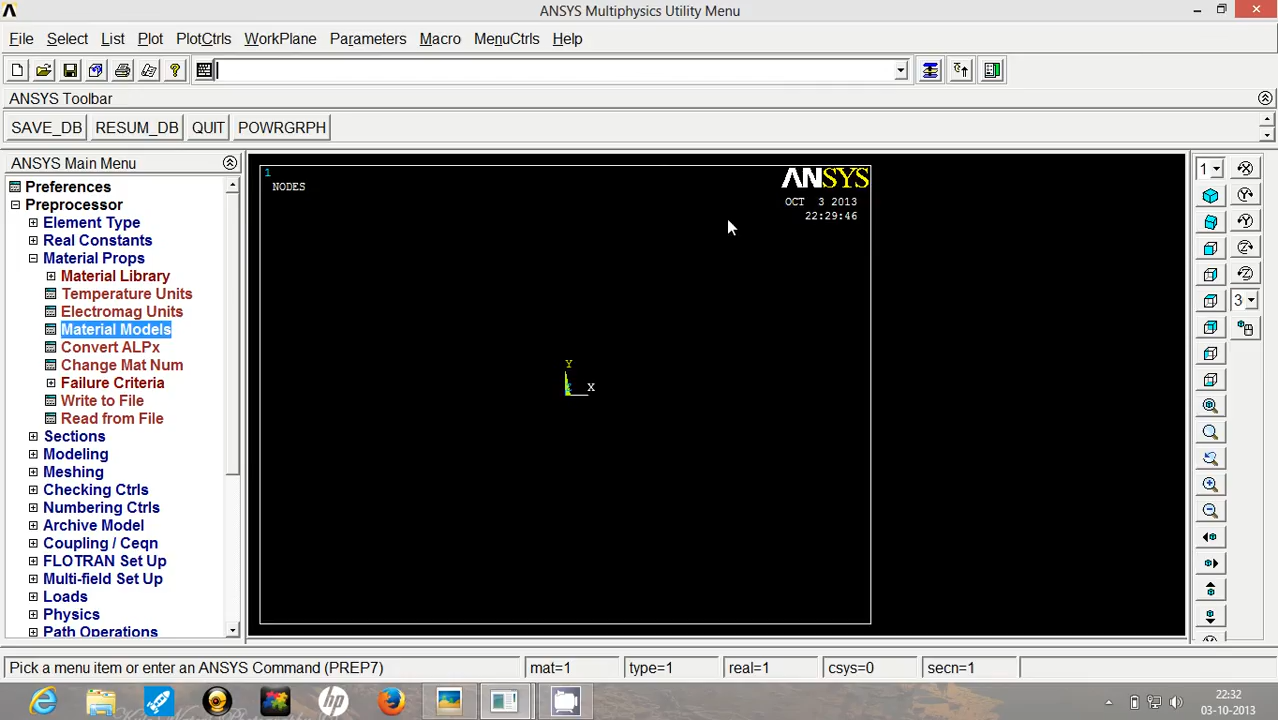 ANSYS Multiphysics Utility Menu
File Select List Plot PlotCtrls WorkPlane Parameters Macro MenuCtrls Help
ANSYS Toolbar
SAVE_DB RESUM_DB QUIT POWRGRPH
ANSYS Main Menu
Preferences
Preprocessor
Element Type
Real Constants
Material Props
Material Library
Temperature Units
Electromag Units
Material Models
Convert ALPx
Change Mat Num
Failure Criteria
Write to File
Read from File
Sections
Modeling
Meshing
Checking Ctrls
Numbering Ctrls
Archive Model
Coupling / Ceqn
FLOTRAN Set Up
Multi-field Set Up
Loads
Physics
Path Operations
1
NODES
ANSYS
OCT 3 2013
22:29:46
Y
X
1
3
Pick a menu item or enter an ANSYS Command (PREP7)
mat=1
type=1
real=1
csys=0
secn=1
hp
22:32
03-10-2013